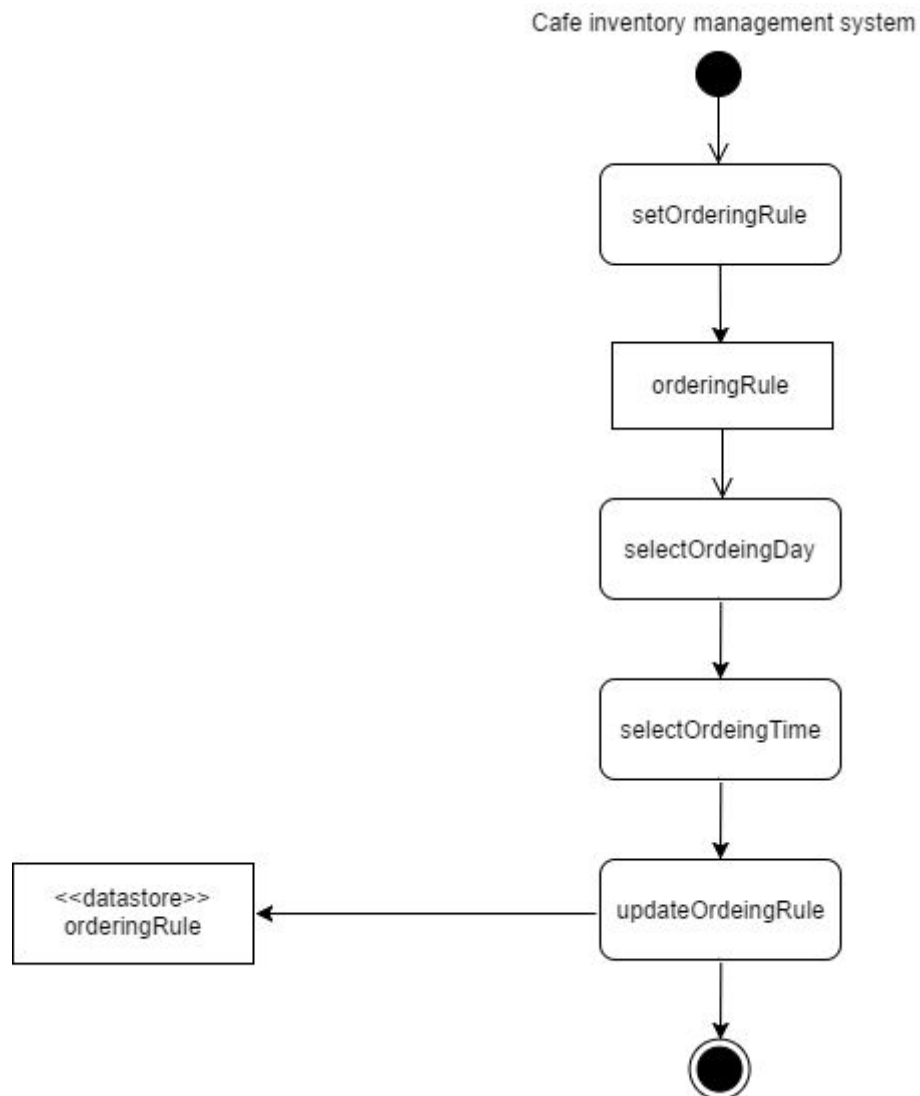 Cafe inventory management system
setOrderingRule
orderingRule
selectOrdeingDay
selectOrdeingTime
<<datastore>>
orderingRule
updateOrdeingRule